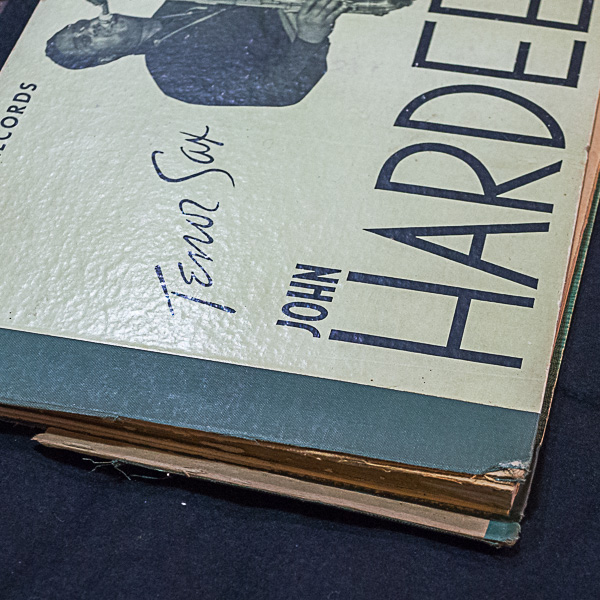 RECORDS
Tenor Sax
JOHN
HARDEE